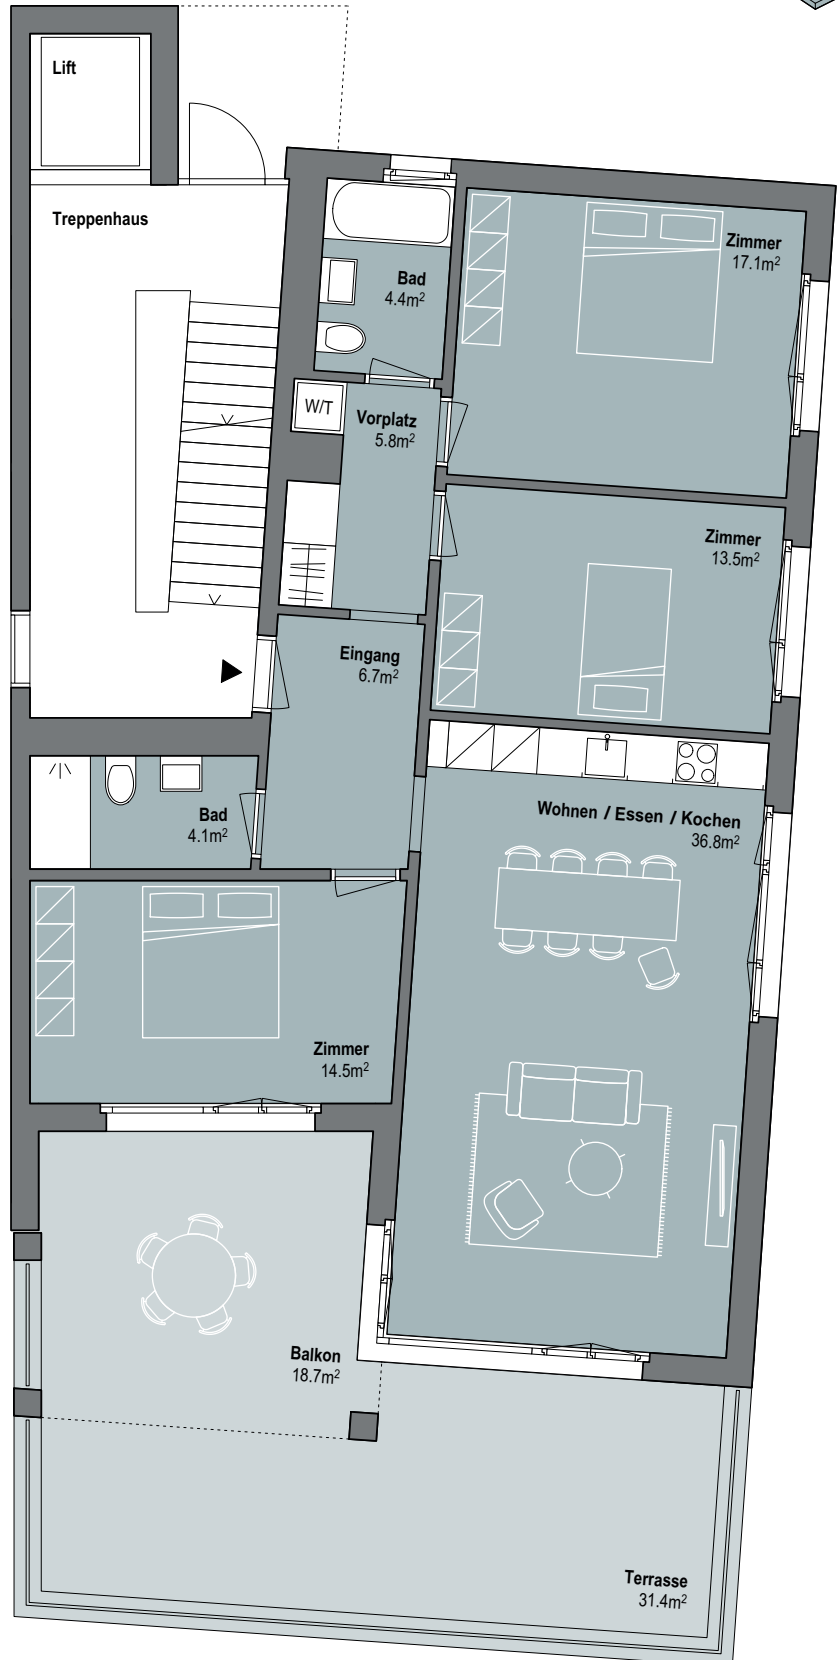 Lift
Treppenhaus
Zimmer
17.1m²
Bad
4.4m²
W/T
Vorplatz
5.8m²
Zimmer
13.5m²
Eingang
6.7m²
Bad
4.1m²
Wohnen / Essen / Kochen
36.8m²
Zimmer
14.5m²
Balkon
18.7m²
Terrasse
31.4m²